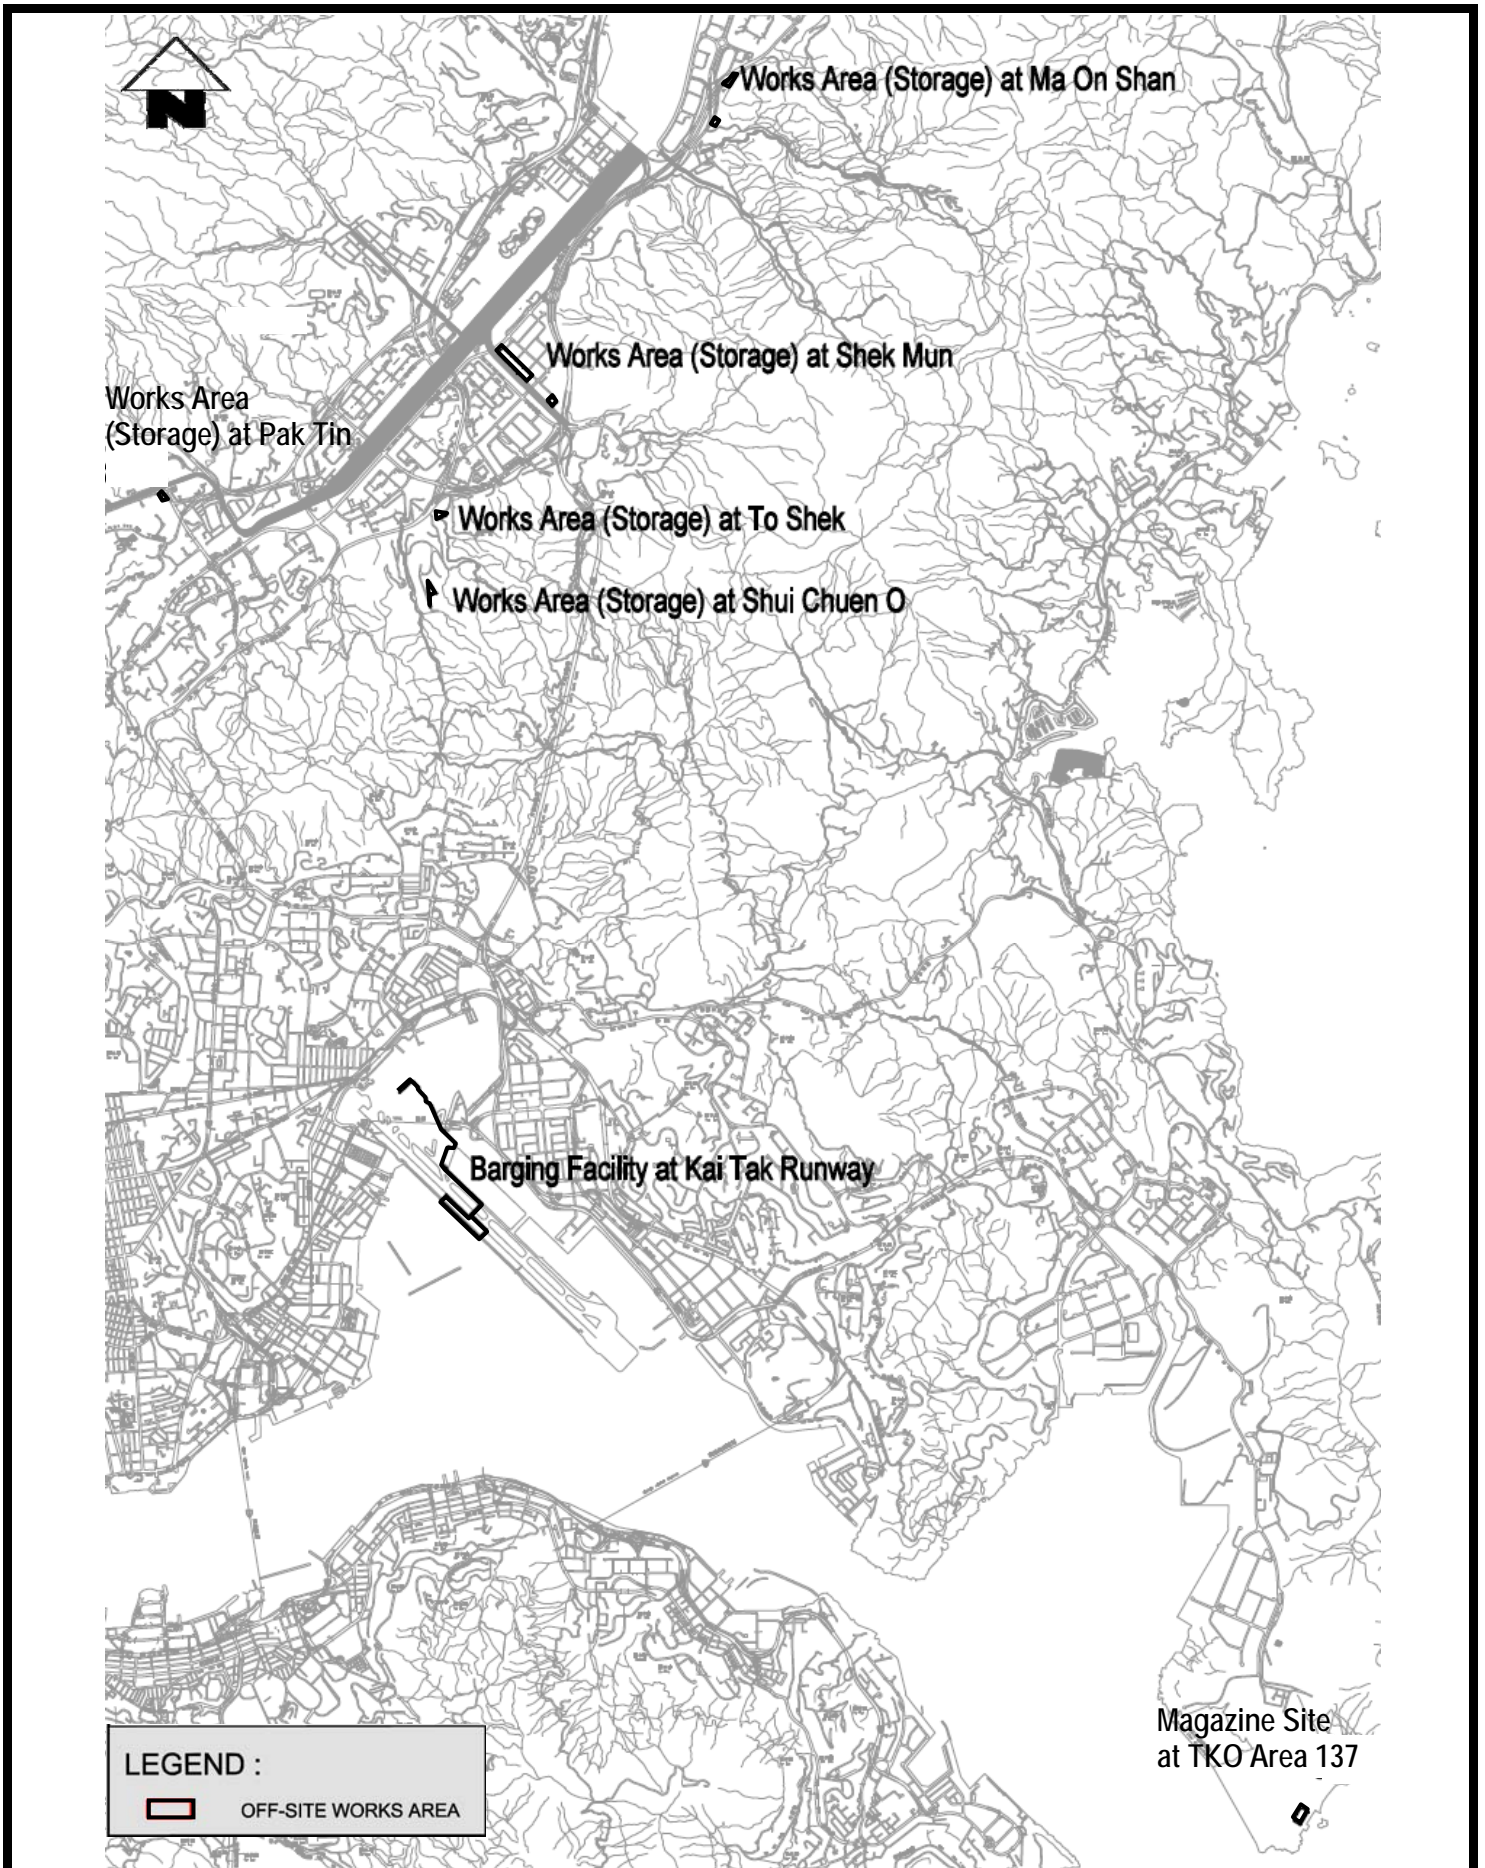 N
Works Area (Storage) at Ma On Shan
Works Area (Storage) at Shek Mun
Works Area
(Storage) at Pak Tin
Works Area (Storage) at To Shek
Works Area (Storage) at Shui Chuen O
Barging Facility at Kai Tak Runway
Magazine Site
at TKO Area 137
LEGEND :
OFF-SITE WORKS AREA